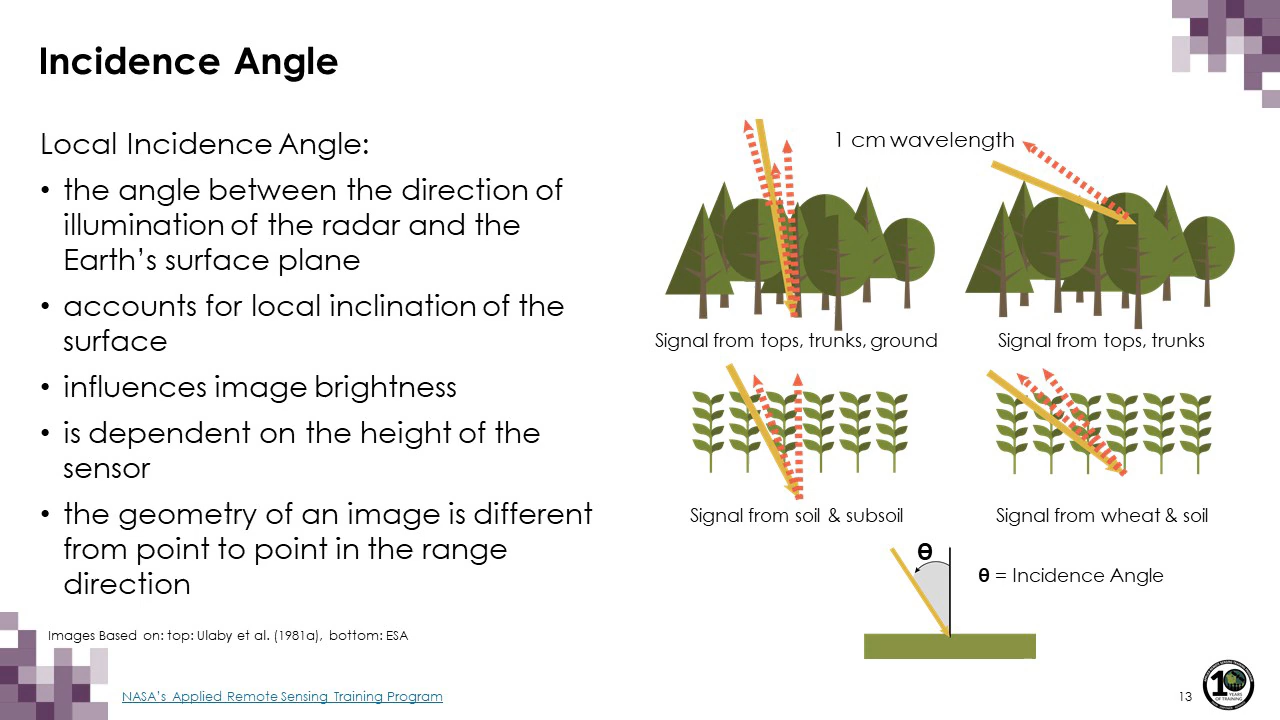 Incidence Angle
Local Incidence Angle:
• the angle between the direction of
illumination of the radar and the
Earth's surface plane
• accounts for local inclination of the
surface
• influences image brightness
• is dependent on the height of the
sensor
• the geometry of an image is different
from point to point in the range
direction
Images Based on: top: Ulaby et al. (1981a), bottom: ESA
1 cm wavelength
Signal from tops, trunks, ground
Signal from tops, trunks
Signal from soil & subsoil
Signal from wheat & soil
θ
θ = Incidence Angle
NASA's Applied Remote Sensing Training Program
13
10
YEARS
OF TRAINING